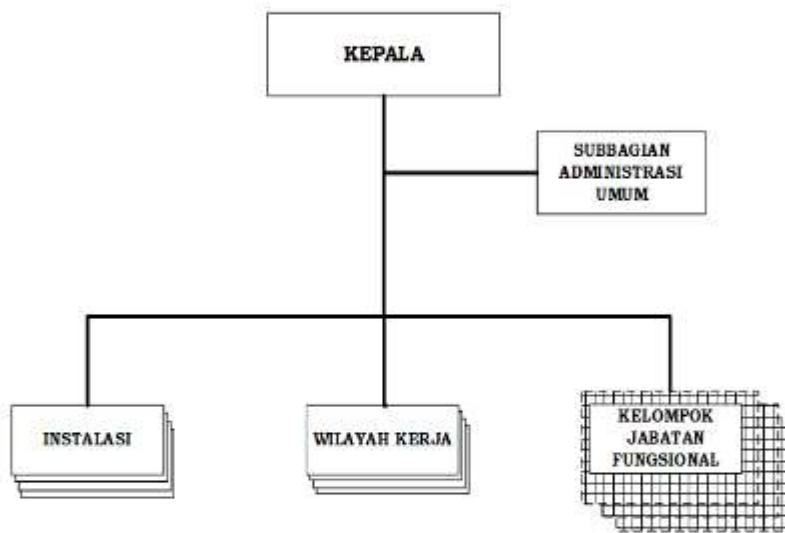 KEPALA
SUBBAGIAN
ADMINISTRASI
UMUM
INSTALASI
WILAYAH KERJA
KELOMPOK
JABATAN
FUNGSIONAL